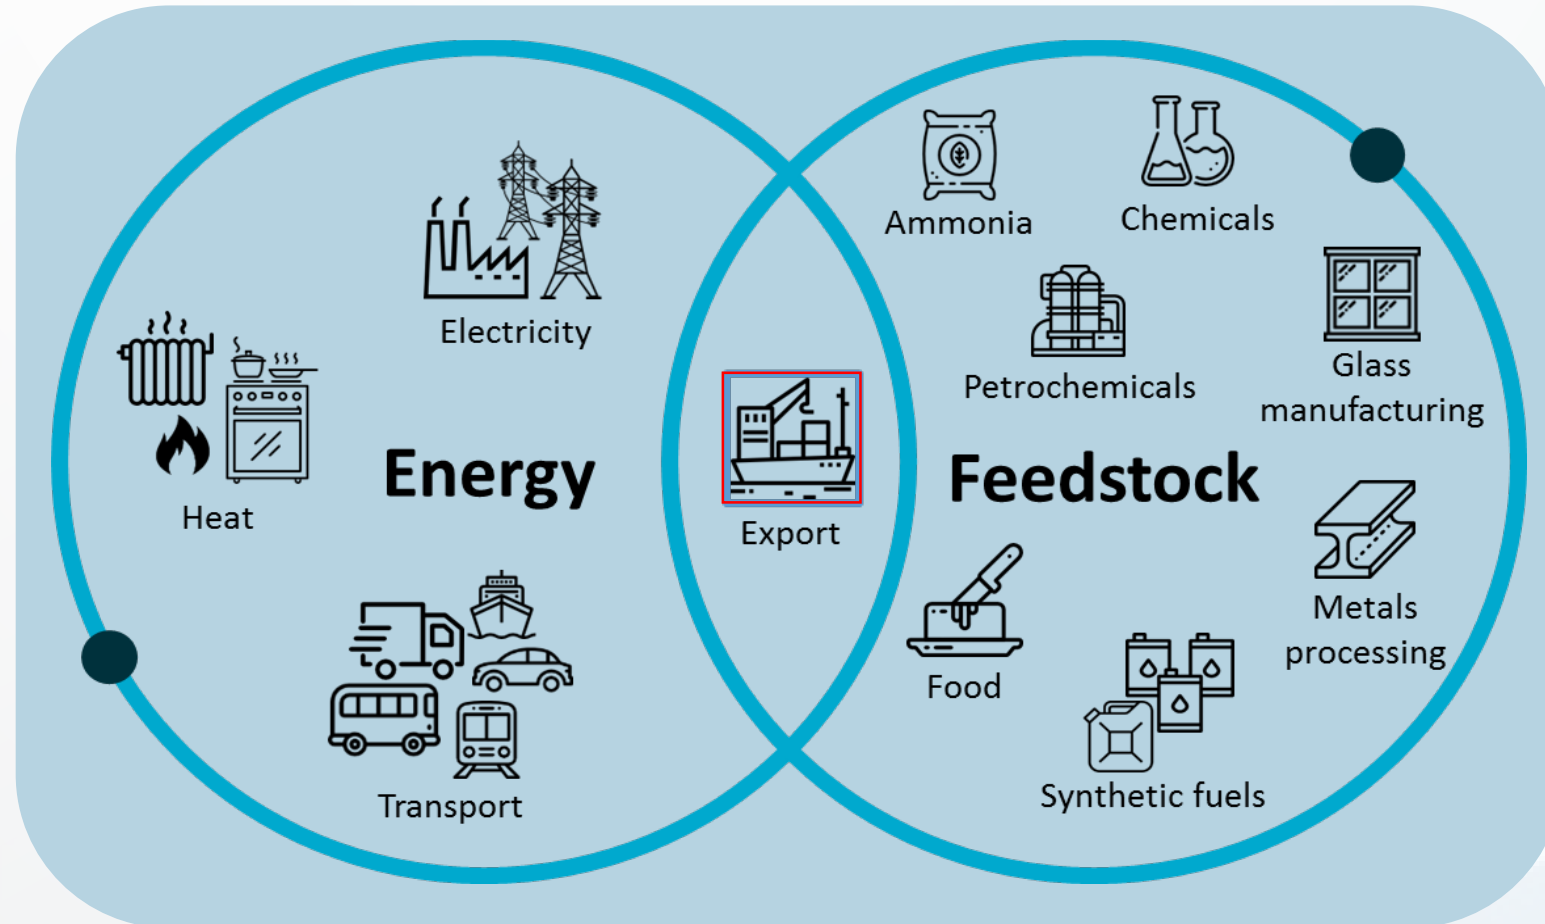 Electricity
Heat
Energy
Transport
Export
Ammonia
Chemicals
Petrochemicals
Glass
manufacturing
Feedstock
Metals
processing
Food
Synthetic fuels